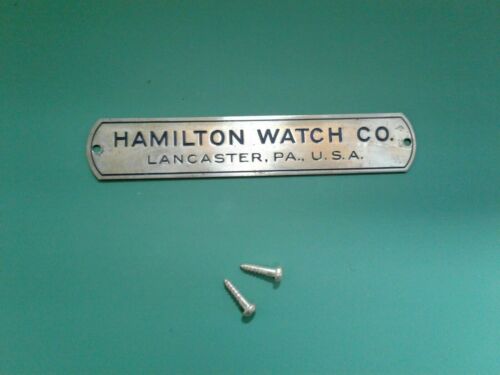 HAMILTON WATCH CO.
LANCASTER, PA., U.S.A.